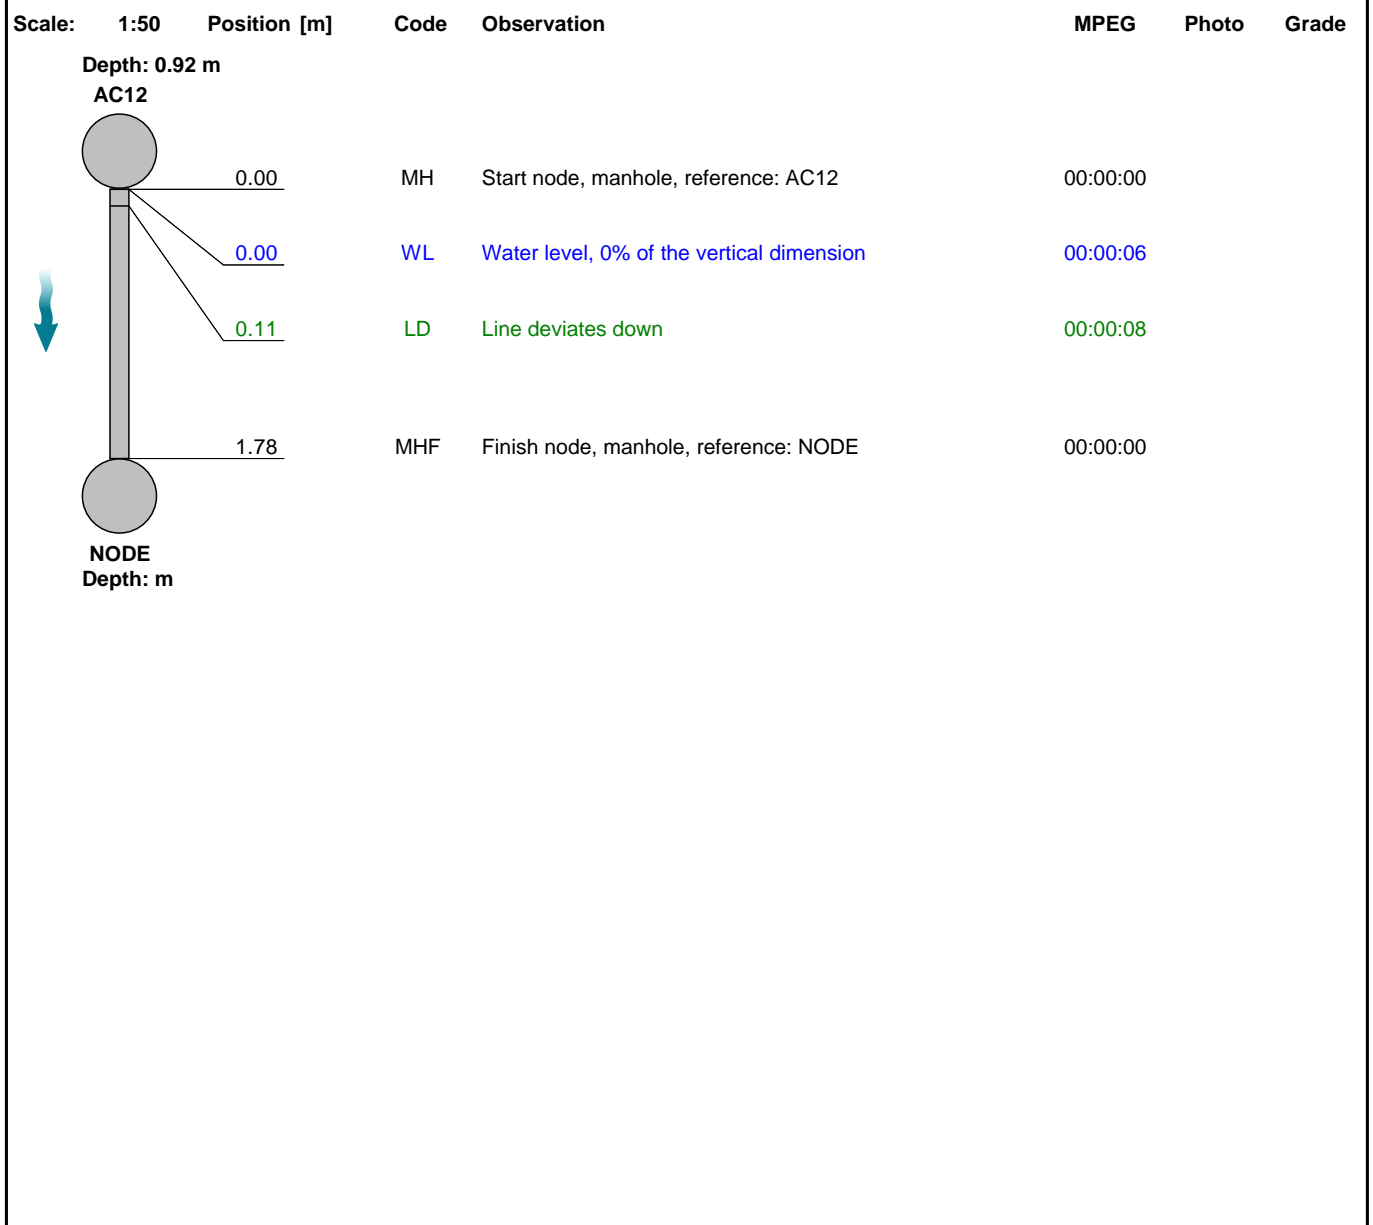 Scale: 1:50 Position [m] Code Observation MPEG Photo Grade
Depth: 0.92 m
AC12
0.00 MH Start node, manhole, reference: AC12 00:00:00
0.00 WL Water level, 0% of the vertical dimension 00:00:06
0.11 LD Line deviates down 00:00:08
1.78 MHF Finish node, manhole, reference: NODE 00:00:00
NODE
Depth: m